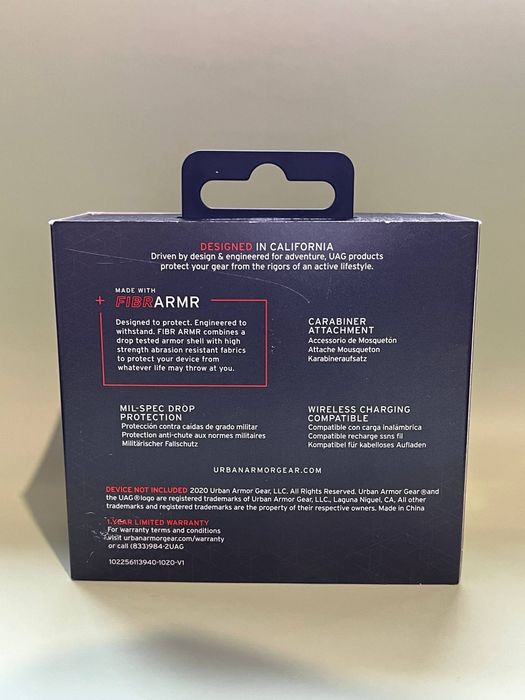 DESIGNED IN CALIFORNIA
Driven by design & engineered for adventure, UAG products
protect your gear from the rigors of an active lifestyle.
MADE WITH
FIBRARMR
Designed to protect. Engineered to
withstand. FIBR ARMR combines a
drop tested armor shell with high
strength abrasion resistant fabrics
to protect your device from
whatever life may throw at you.
CARABINER
ATTACHMENT
Accessorio de Mosquetón
Attache Mousqueton
Karabineraufsatz
MIL-SPEC DROP
PROTECTION
Protección contra caidas de grado militar
Protection anti-chute aux normes militaires
Militärischer Fallschutz
WIRELESS CHARGING
COMPATIBLE
Compatible con carga inalámbrica
Compatible recharge ssns fil
Kompatibel für kabelloses Aufladen
URBANARMORGEAR.COM
DEVICE NOT INCLUDED 2020 Urban Armor Gear, LLC. All Rights Reserved. Urban Armor Gear ®and
the UAG®logo are registered trademarks of Urban Armor Gear, LLC., Laguna Niguel, CA, All other
trademarks and registered trademarks are the property of their respective owners. Made in China
1-YEAR LIMITED WARRANTY
For warranty terms and conditions
visit urbanarmorgear.com/warranty
or call (833)984-2UAG
102256113940-1020-V1